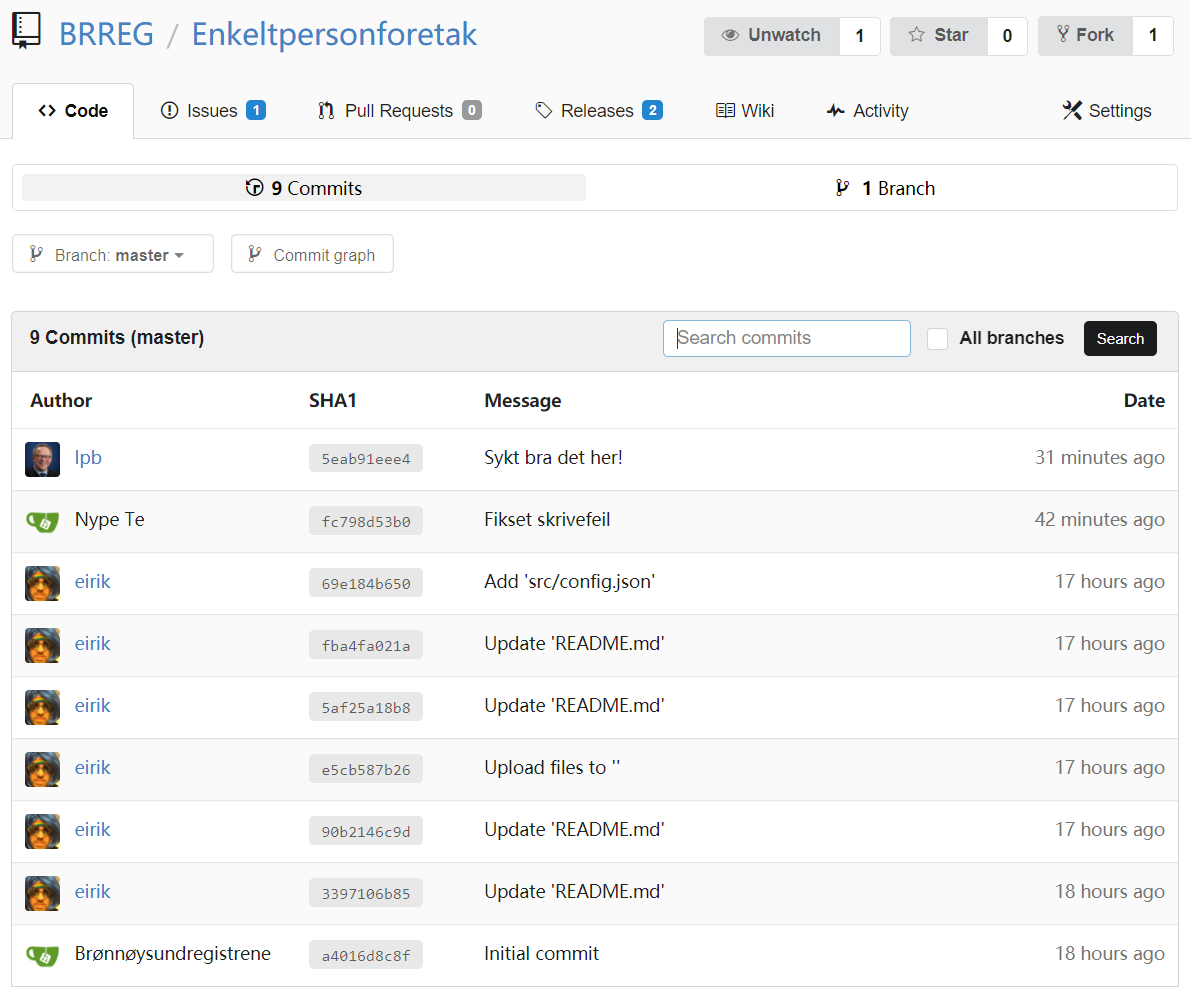 BRREG / Enkeltpersonforetak
Unwatch 1 Star 0 Fork 1
Code Issues 1 Pull Requests 0 Releases 2 Wiki Activity Settings
9 Commits 1 Branch
Branch: master Commit graph
9 Commits (master) Search commits All branches Search
Author SHA1 Message Date
lpb 5eab91eee4 Sykt bra det her! 31 minutes ago
Nype Te fc798d53b0 Fikset skrivefeil 42 minutes ago
eirik 69e184b650 Add 'src/config.json' 17 hours ago
eirik fba4fa021a Update 'README.md' 17 hours ago
eirik 5af25a18b8 Update 'README.md' 17 hours ago
eirik e5cb587b26 Upload files to '' 17 hours ago
eirik 90b2146c9d Update 'README.md' 17 hours ago
eirik 3397106b85 Update 'README.md' 18 hours ago
Brønnøysundregistrene a4016d8c8f Initial commit 18 hours ago